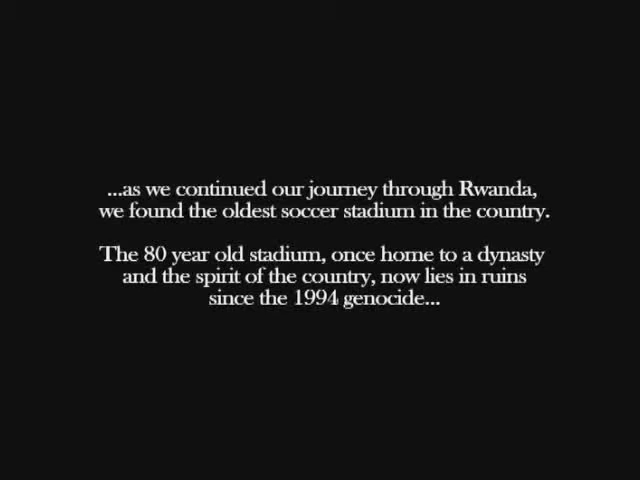 ...as we continued our journey through Rwanda,
we found the oldest soccer stadium in the country.
The 80 year old stadium, once home to a dynasty
and the spirit of the country, now lies in ruins
since the 1994 genocide...